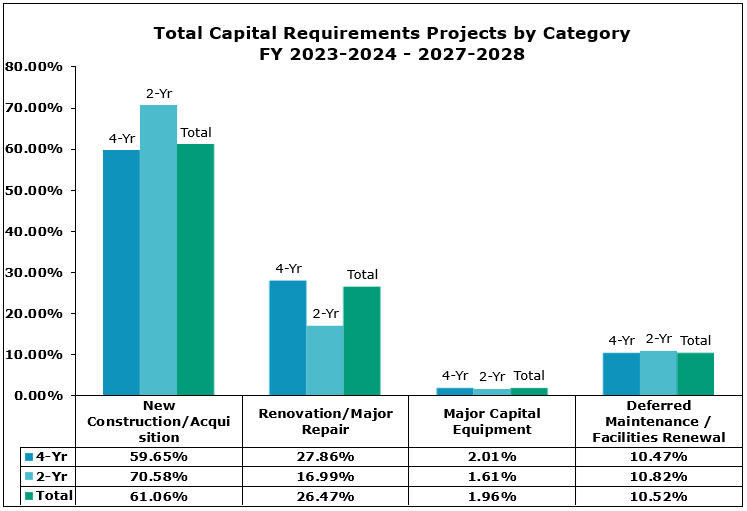 Total Capital Requirements Projects by Category
FY 2023-2024 - 2027-2028
80.00%
70.00%
60.00%
50.00%
40.00%
30.00%
20.00%
10.00%
0.00%
4-Yr
2-Yr
Total
4-Yr
2-Yr
Total
4-Yr
2-Yr
Total
4-Yr
2-Yr
Total
New
Construction/Acqui
sition
Renovation/Major
Repair
Major Capital
Equipment
Deferred
Maintenance /
Facilities Renewal
4-Yr 59.65% 27.86% 2.01% 10.47%
2-Yr 70.58% 16.99% 1.61% 10.82%
Total 61.06% 26.47% 1.96% 10.52%